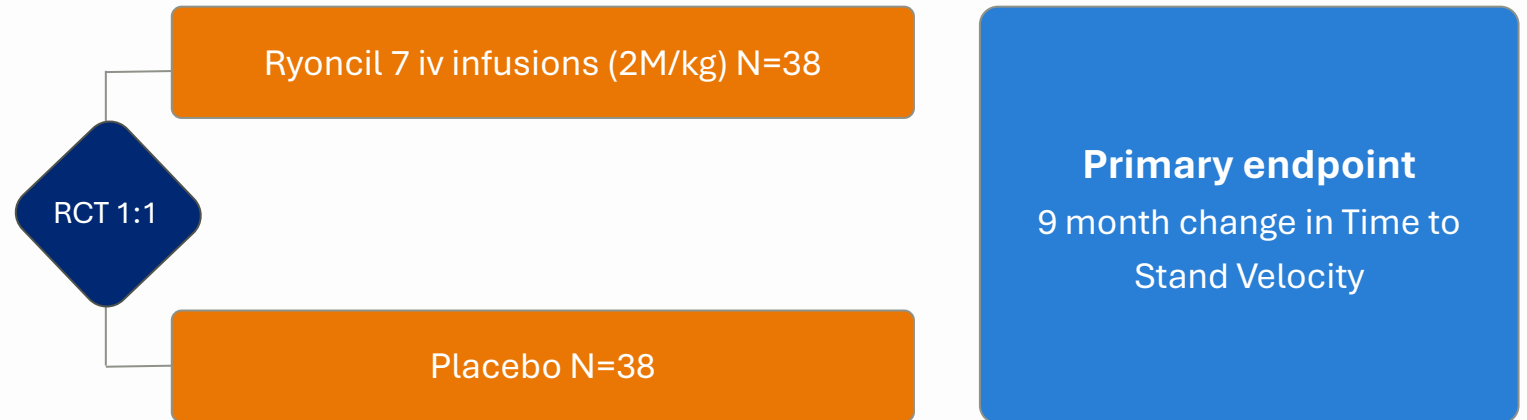 Ryoncil 7 iv infusions (2M/kg) N=38
RCT 1:1
Placebo N=38
Primary endpoint
9 month change in Time to
Stand Velocity